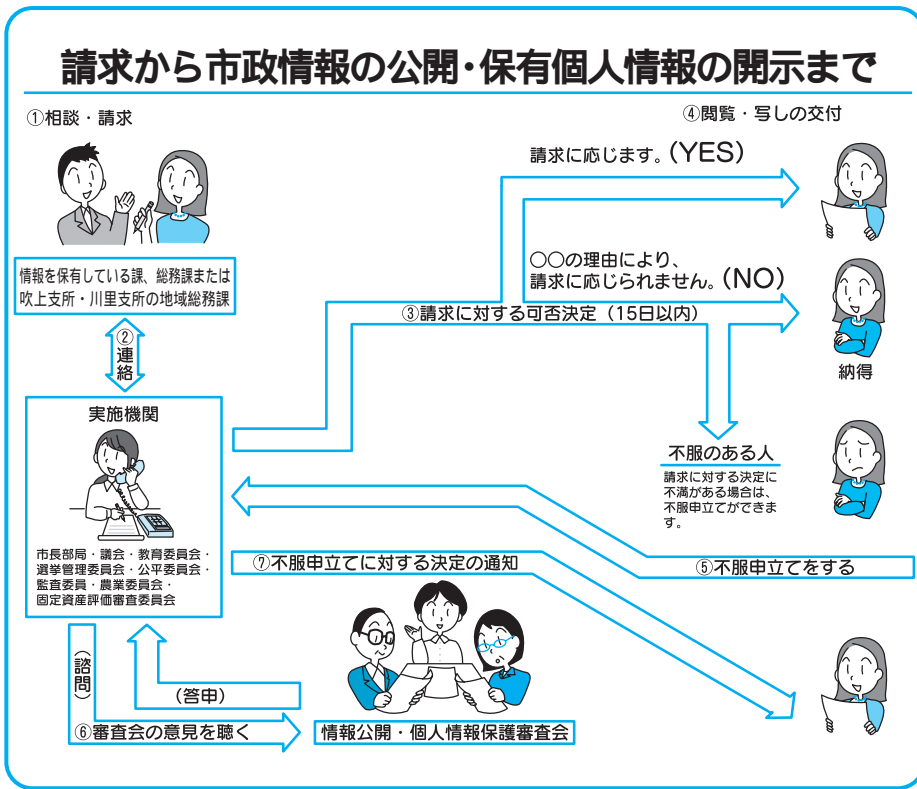 請求から市政情報の公開・保有個人情報の開示まで
①相談・請求
④閲覧・写しの交付
請求に応じます。(YES)
情報を保有している課、総務課または
吹上支所・川里支所の地域総務課
〇〇の理由により、
請求に応じられません。(NO)
③請求に対する可否決定（15日以内）
②連絡
納得
実施機関
不服のある人
請求に対する決定に
不満がある場合は、
不服申立てができま
す。
市長部局・議会・教育委員会・
選挙管理委員会・公平委員会・
監査委員・農業委員会・
固定資産評価審査委員会
⑦不服申立てに対する決定の通知
⑤不服申立てをする
（諮問）
（答申）
⑥審査会の意見を聴く
情報公開・個人情報保護審査会